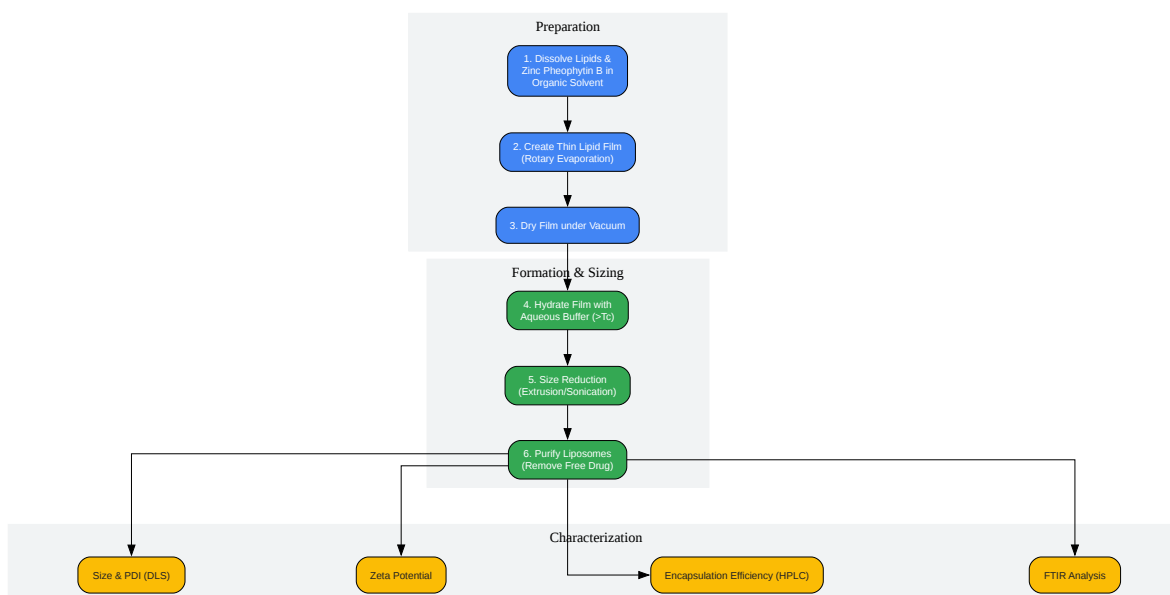 Preparation
1. Dissolve Lipids &
Zinc Pheophytin B in
Organic Solvent
2. Create Thin Lipid Film
(Rotary Evaporation)
3. Dry Film under Vacuum
Formation & Sizing
4. Hydrate Film with
Aqueous Buffer (>Tc)
5. Size Reduction
(Extrusion/Sonication)
6. Purify Liposomes
(Remove Free Drug)
Characterization
Size & PDI (DLS)
Zeta Potential
Encapsulation Efficiency (HPLC)
FTIR Analysis